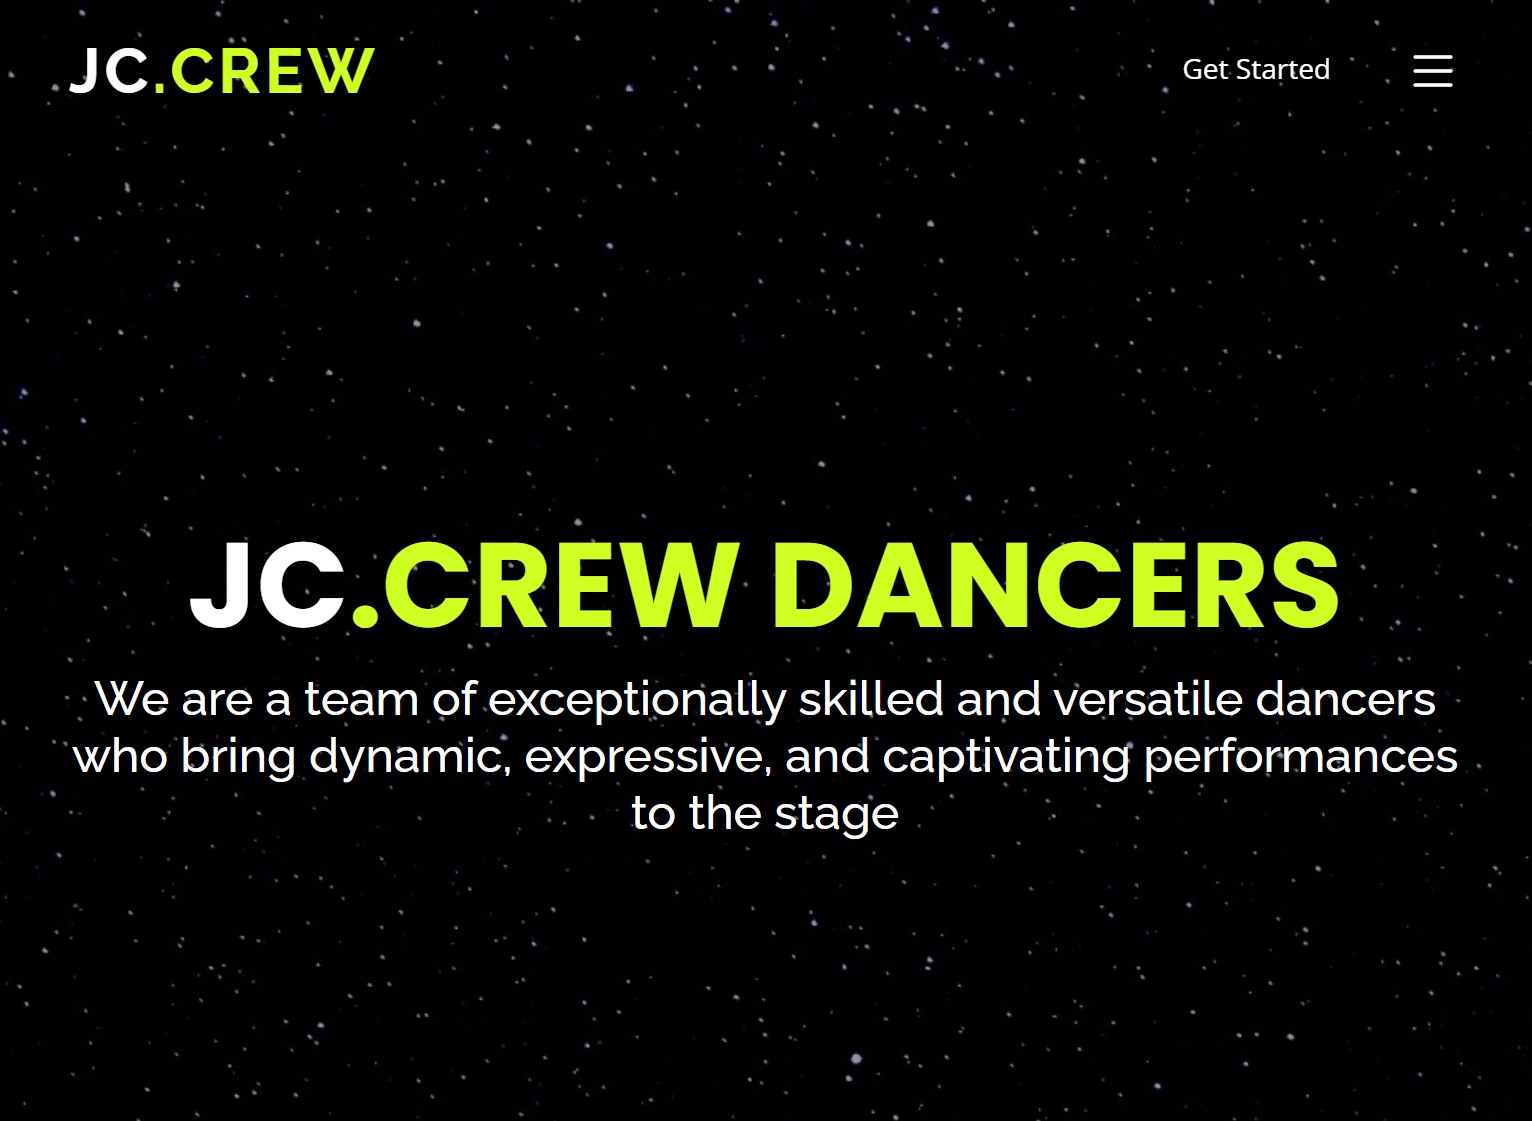 JC.CREW
Get Started
JC.CREW DANCERS
We are a team of exceptionally skilled and versatile dancers
who bring dynamic, expressive, and captivating performances
to the stage